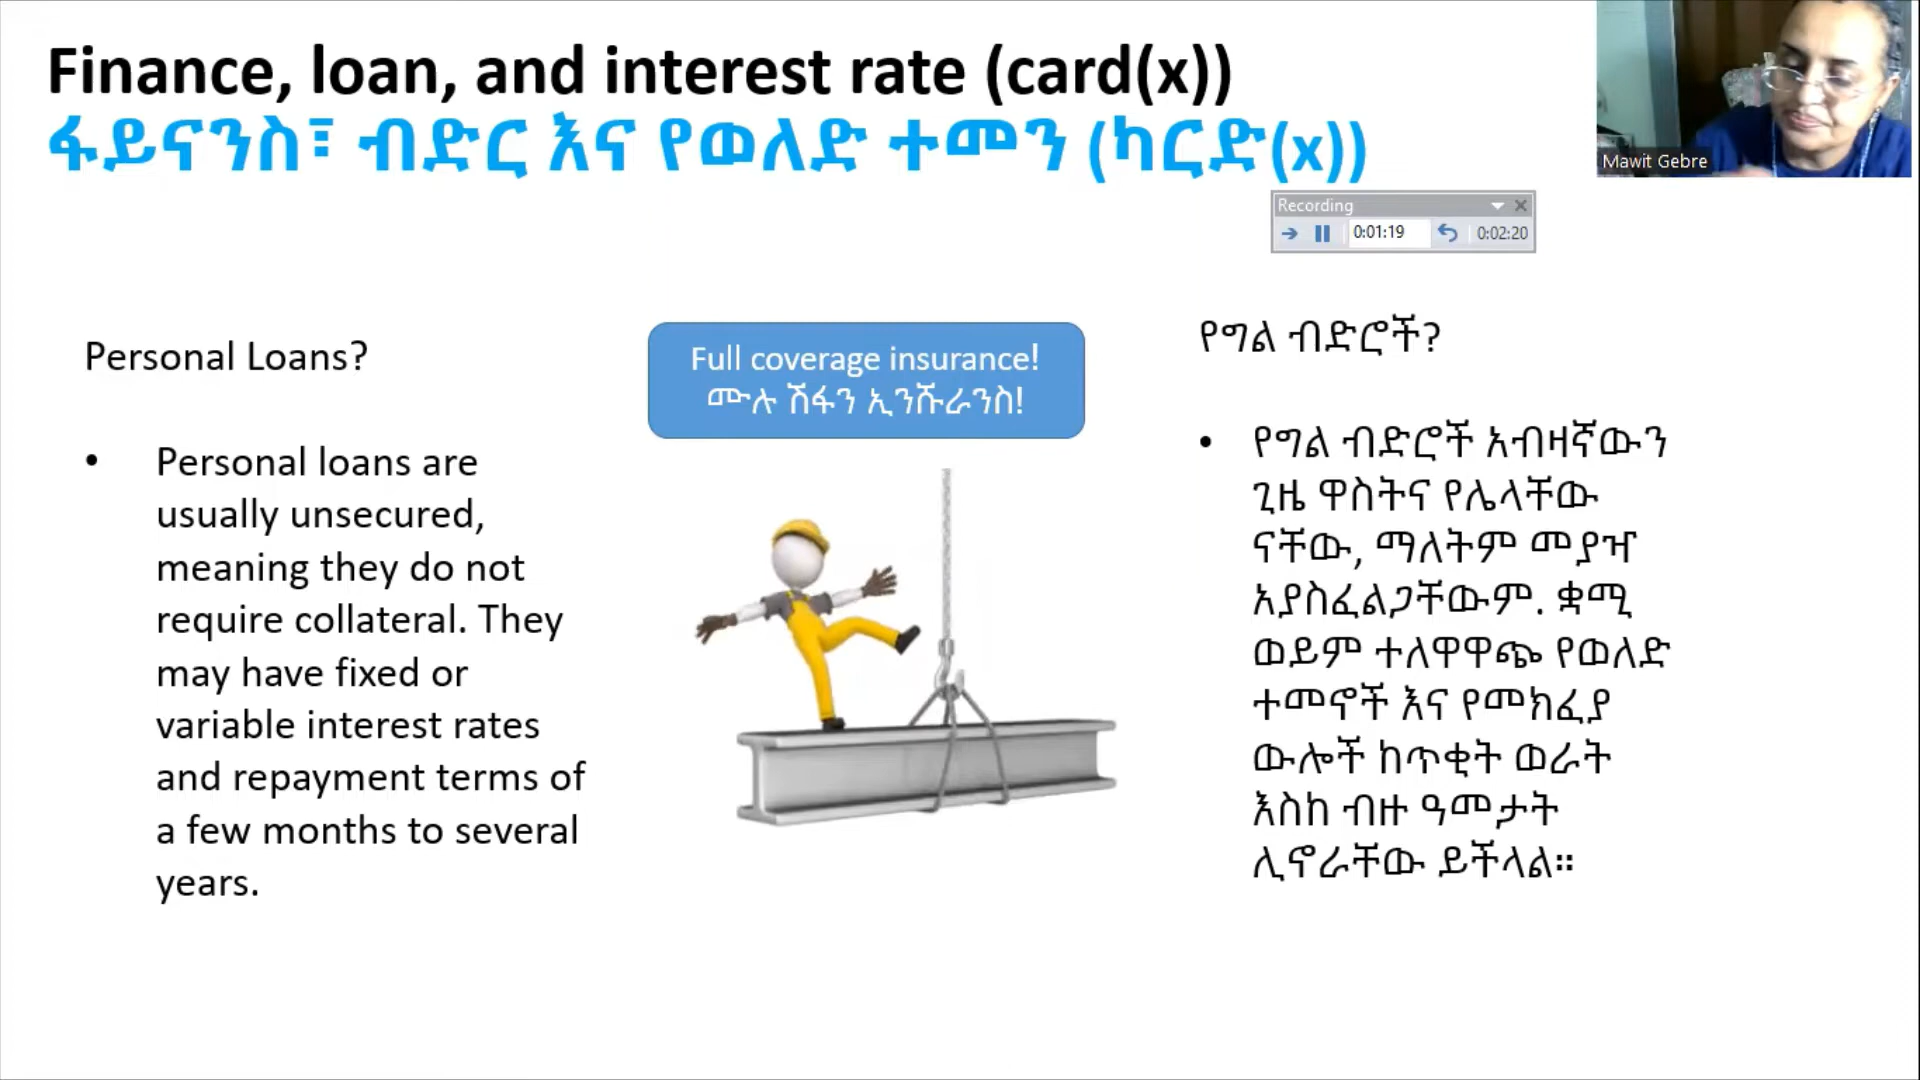 Finance, loan, and interest rate (card(x))
ፋይናንስ፣ ብድር እና የወለድ ተመን (ካርድ(x))
Mawit Gebre
Recording
0:01:19
0:02:20
Personal Loans?
• Personal loans are
usually unsecured,
meaning they do not
require collateral. They
may have fixed or
variable interest rates
and repayment terms of
a few months to several
years.
Full coverage insurance!
ሙሉ ሽፋን ኢንሹራንስ!
የግል ብድሮች?
• የግል ብድሮች አብዛኛውን
ጊዜ ዋስትና የሌላቸው
ናቸው, ማለትም መያዣ
አያስፈልጋቸውም. ቋሚ
ወይም ተለዋዋጭ የወለድ
ተመኖች እና የመክፈያ
ውሎች ከጥቂት ወራት
እስከ ብዙ ዓመታት
ሊኖራቸው ይችላል።